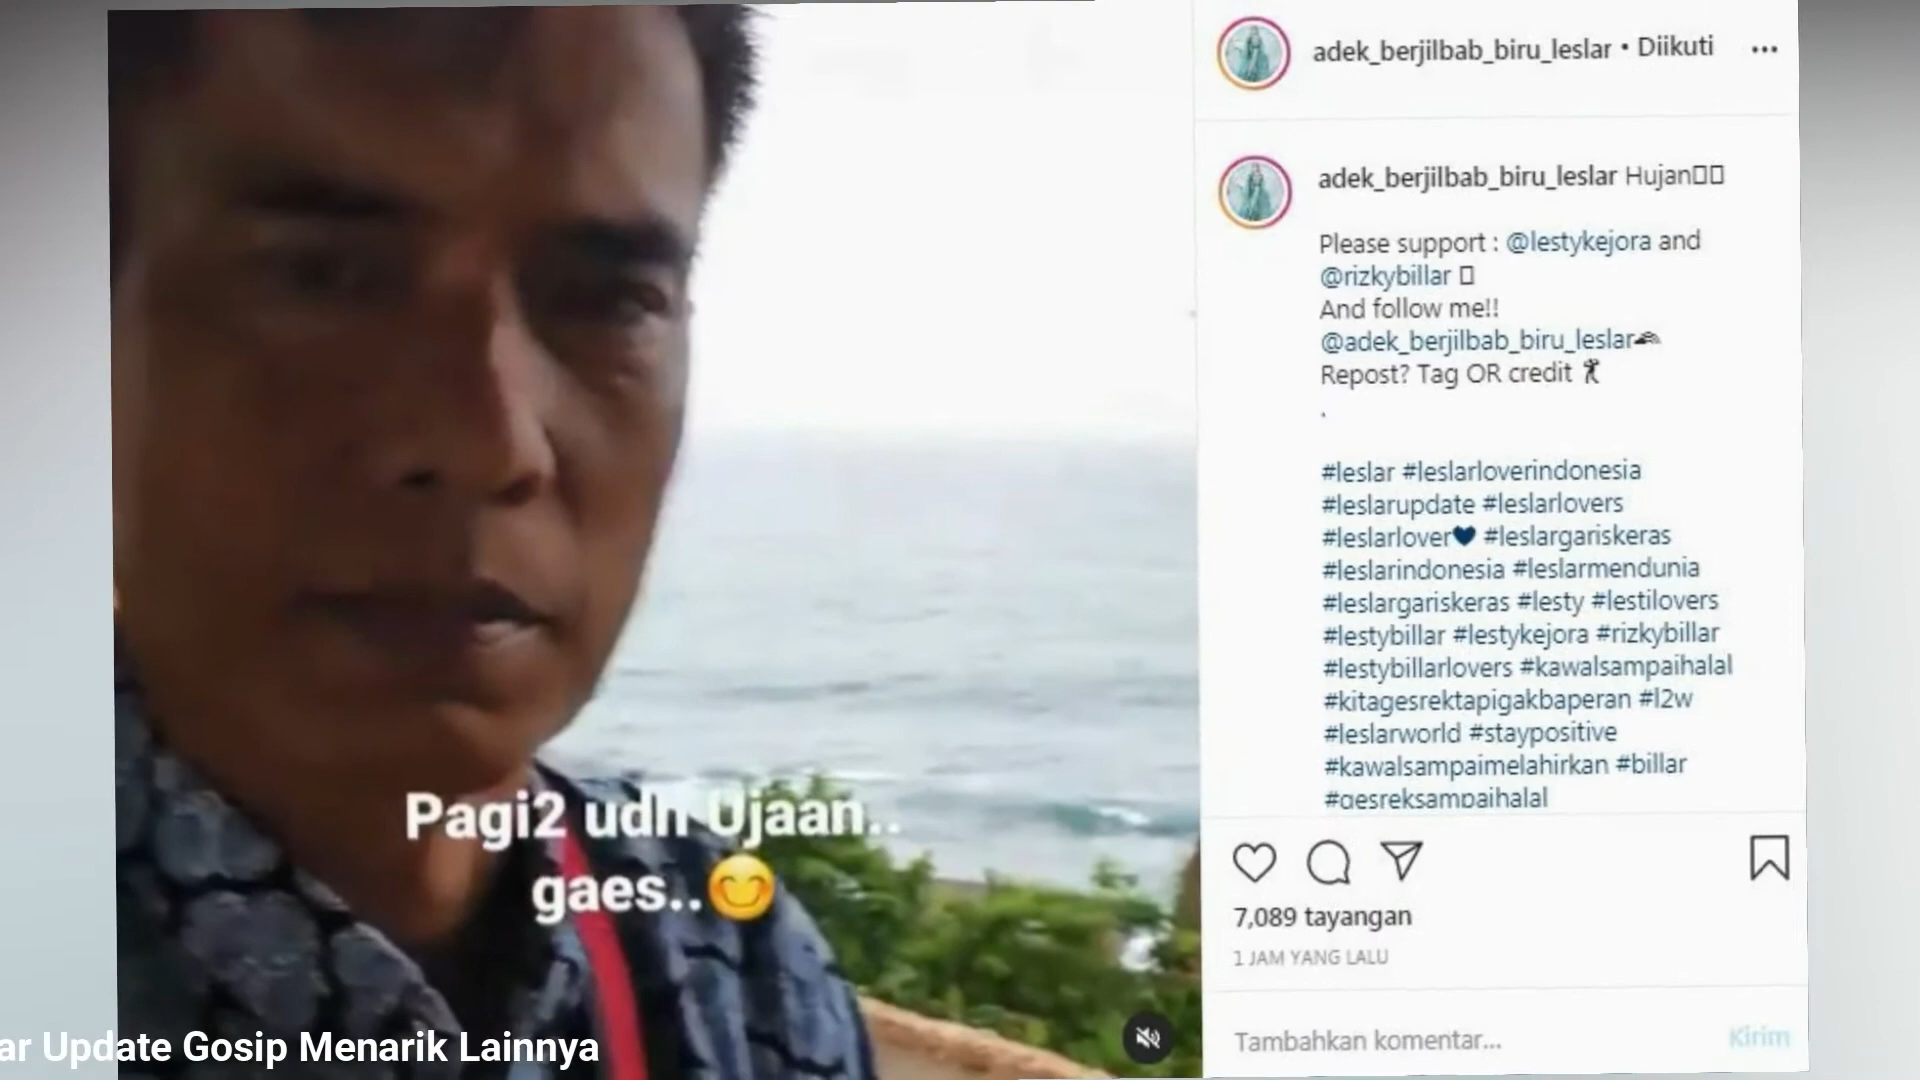 adek_berjilbab_biru_leslar • Diikuti
adek_berjilbab_biru_leslar Hujan
Please support : @lestykejora and
@rizkybillar
And follow me!!
@adek_berjilbab_biru_leslar
Repost? Tag OR credit
.
#leslar #leslarloverindonesia
#leslarupdate #leslarlovers
#leslarlover🖤 #leslargariskeras
#leslarindonesia #leslarmendunia
#leslargariskeras #lesty #lestilovers
#lestybillar #lestykejora #rizkybillar
#lestybillarlovers #kawalsampaihalal
#kitagesrektapigakbaperan #l2w
#leslarworld #staypositive
#kawalsampaimelahirkan #billar
#gesreksampaihalal
7,089 tayangan
1 JAM YANG LALU
Tambahkan komentar...
Kirim
Pagi2 udh Ujaan..
gaes..😊
ar Update Gosip Menarik Lainnya